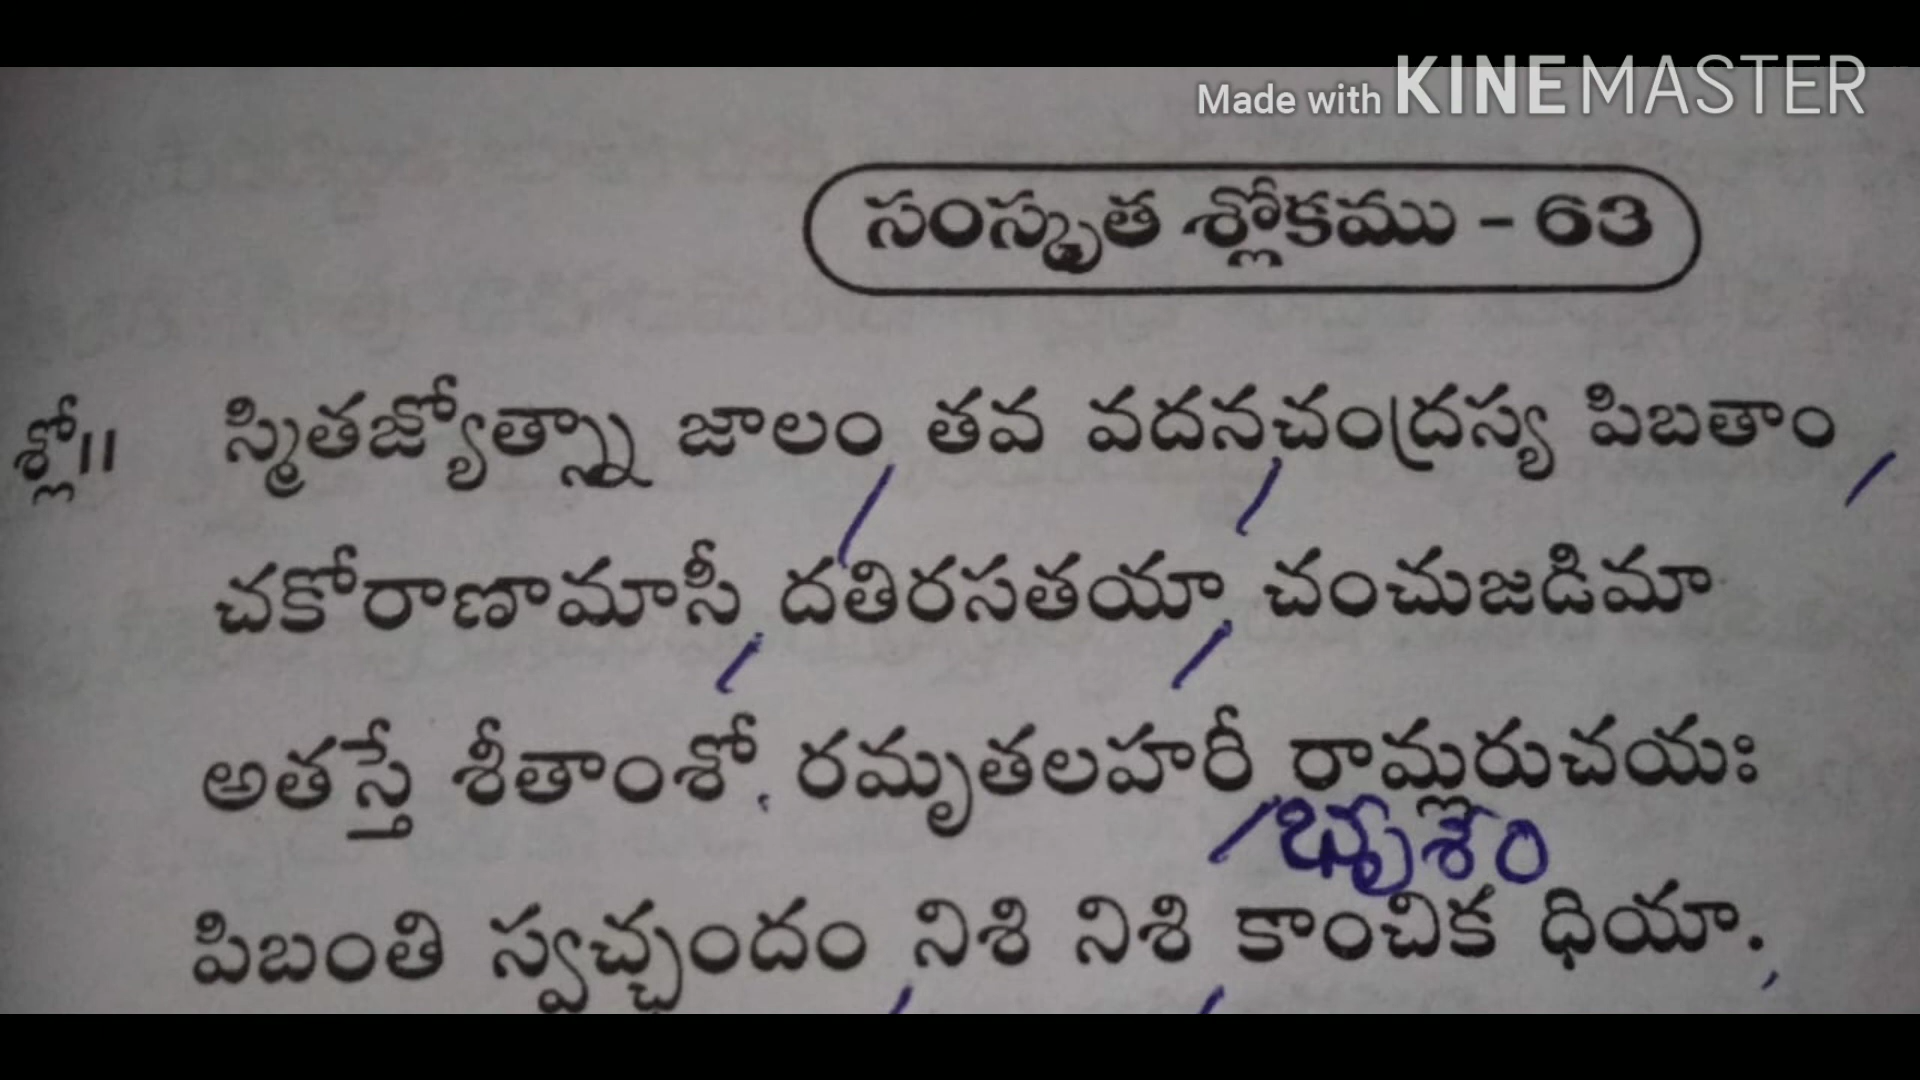 Made with KINEMASTER
సంస్కృత శ్లోకము - 63
శ్లో॥ స్మితజ్యోత్స్నా జాలం తవ వదనచంద్రస్య పిబతాం
చకోరాణామాసీ దతిరసతయా చంచుజడిమా
అతస్తే శీతాంశో రమృతలహరీ రామ్లరుచయః
భృశం
పిబంతి స్వచ్ఛందం నిశి నిశి కాంచిక ధియా.